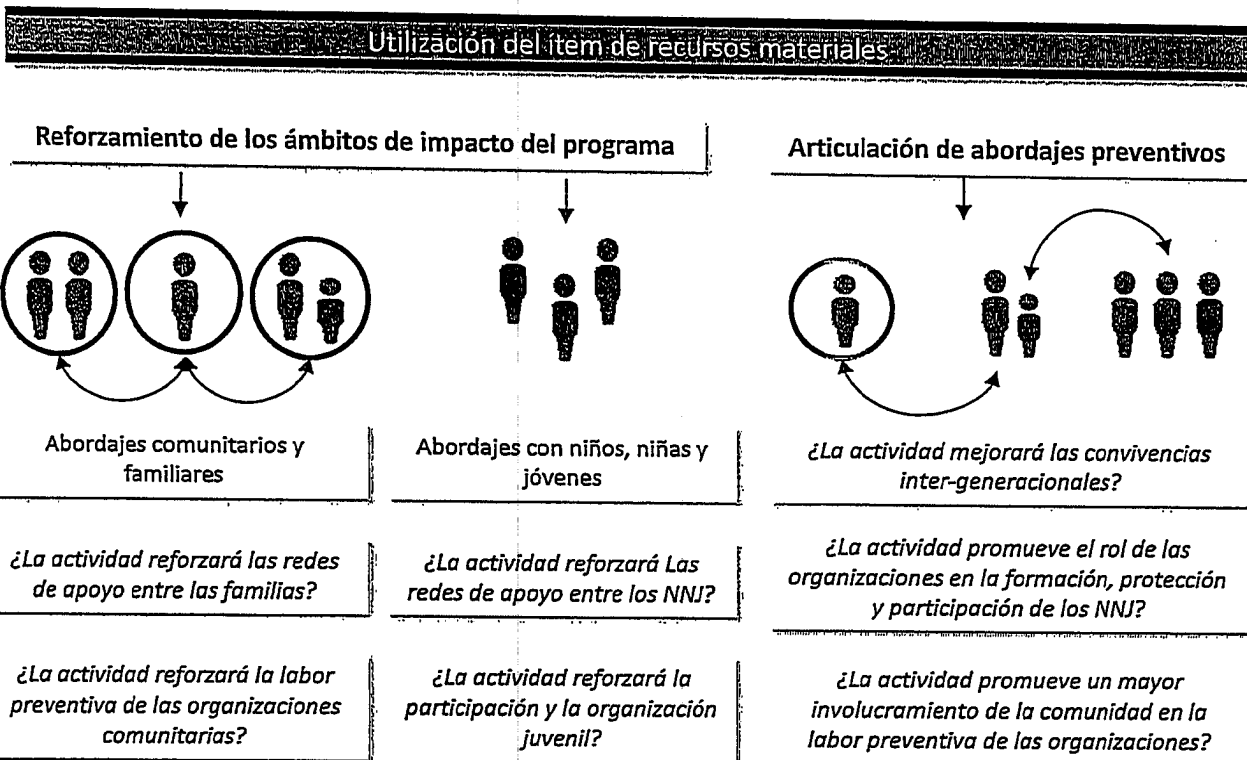 Utilización del ítem de recursos materiales
Reforzamiento de los ámbitos de impacto del programa
Articulación de abordajes preventivos
Abordajes comunitarios y
familiares
¿La actividad reforzará las redes
de apoyo entre las familias?
¿La actividad reforzará la labor
preventiva de las organizaciones
comunitarias?
Abordajes con niños, niñas y
jóvenes
¿La actividad reforzará Las
redes de apoyo entre los NNJ?
¿La actividad reforzará la
participación y la organización
juvenil?
¿La actividad mejorará las convivencias
inter-generacionales?
¿La actividad promueve el rol de las
organizaciones en la formación, protección
y participación de los NNJ?
¿La actividad promueve un mayor
involucramiento de la comunidad en la
labor preventiva de las organizaciones?